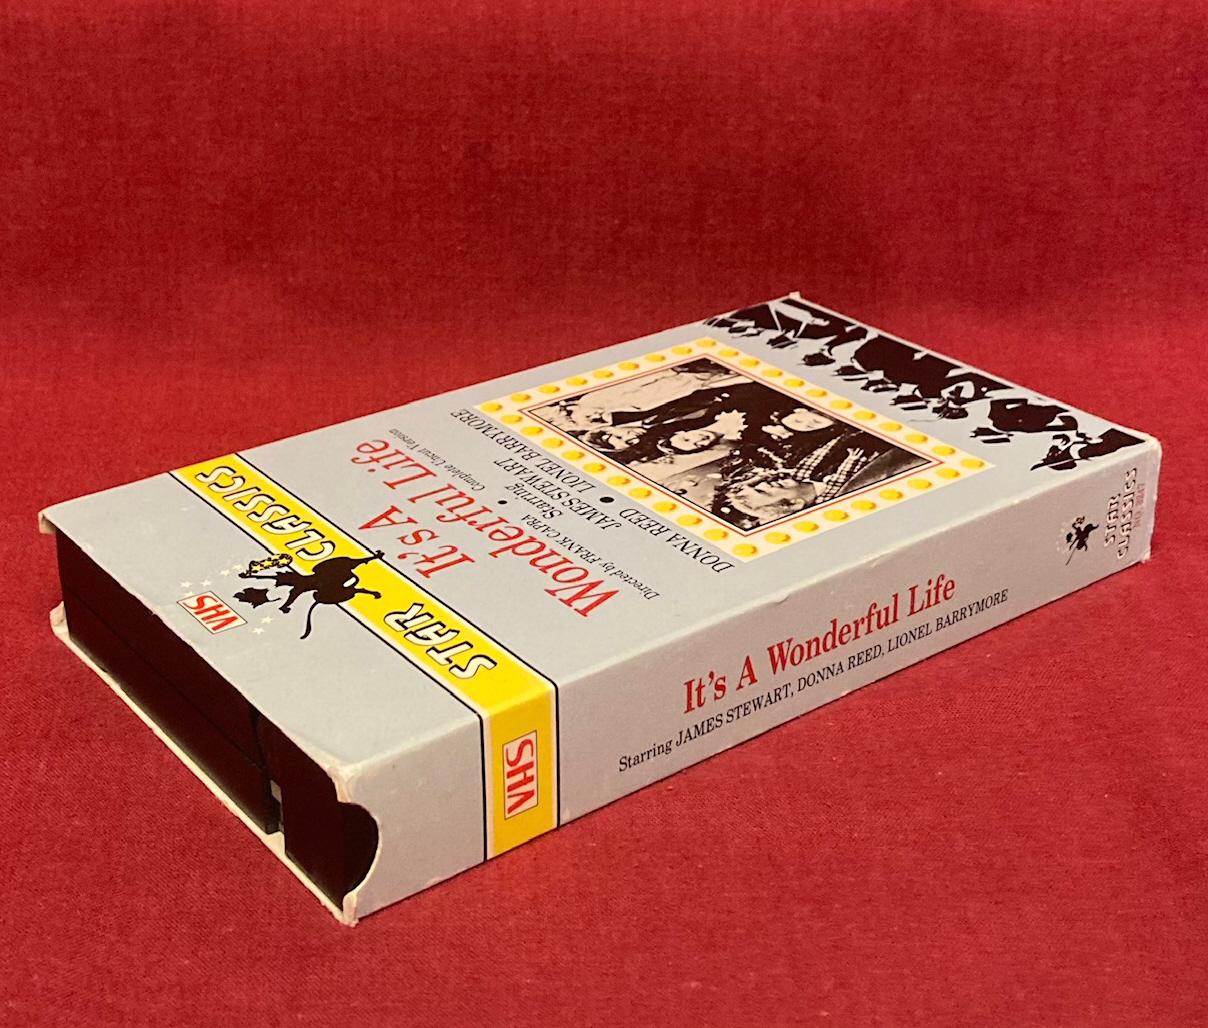 STAR CLASSICS
VHS
It's A
Wonderful Life
Complete Uncut Version
Directed by FRANK CAPRA
Starring
JAMES STEWART
DONNA REED • LIONEL BARRYMORE
VHS
It's A Wonderful Life
Starring JAMES STEWART, DONNA REED, LIONEL BARRYMORE
STAR
CLASSICS